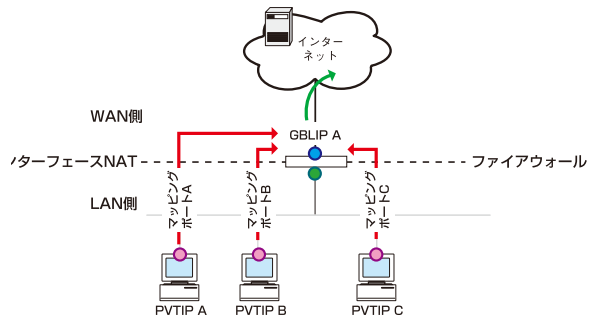 インター
ネット
WAN側
GBLIP A
ンターフェースNAT
ファイアウォール
LAN側
マッピング
ポートA
マッピング
ポートB
マッピング
ポートC
PVTIP A
PVTIP B
PVTIP C